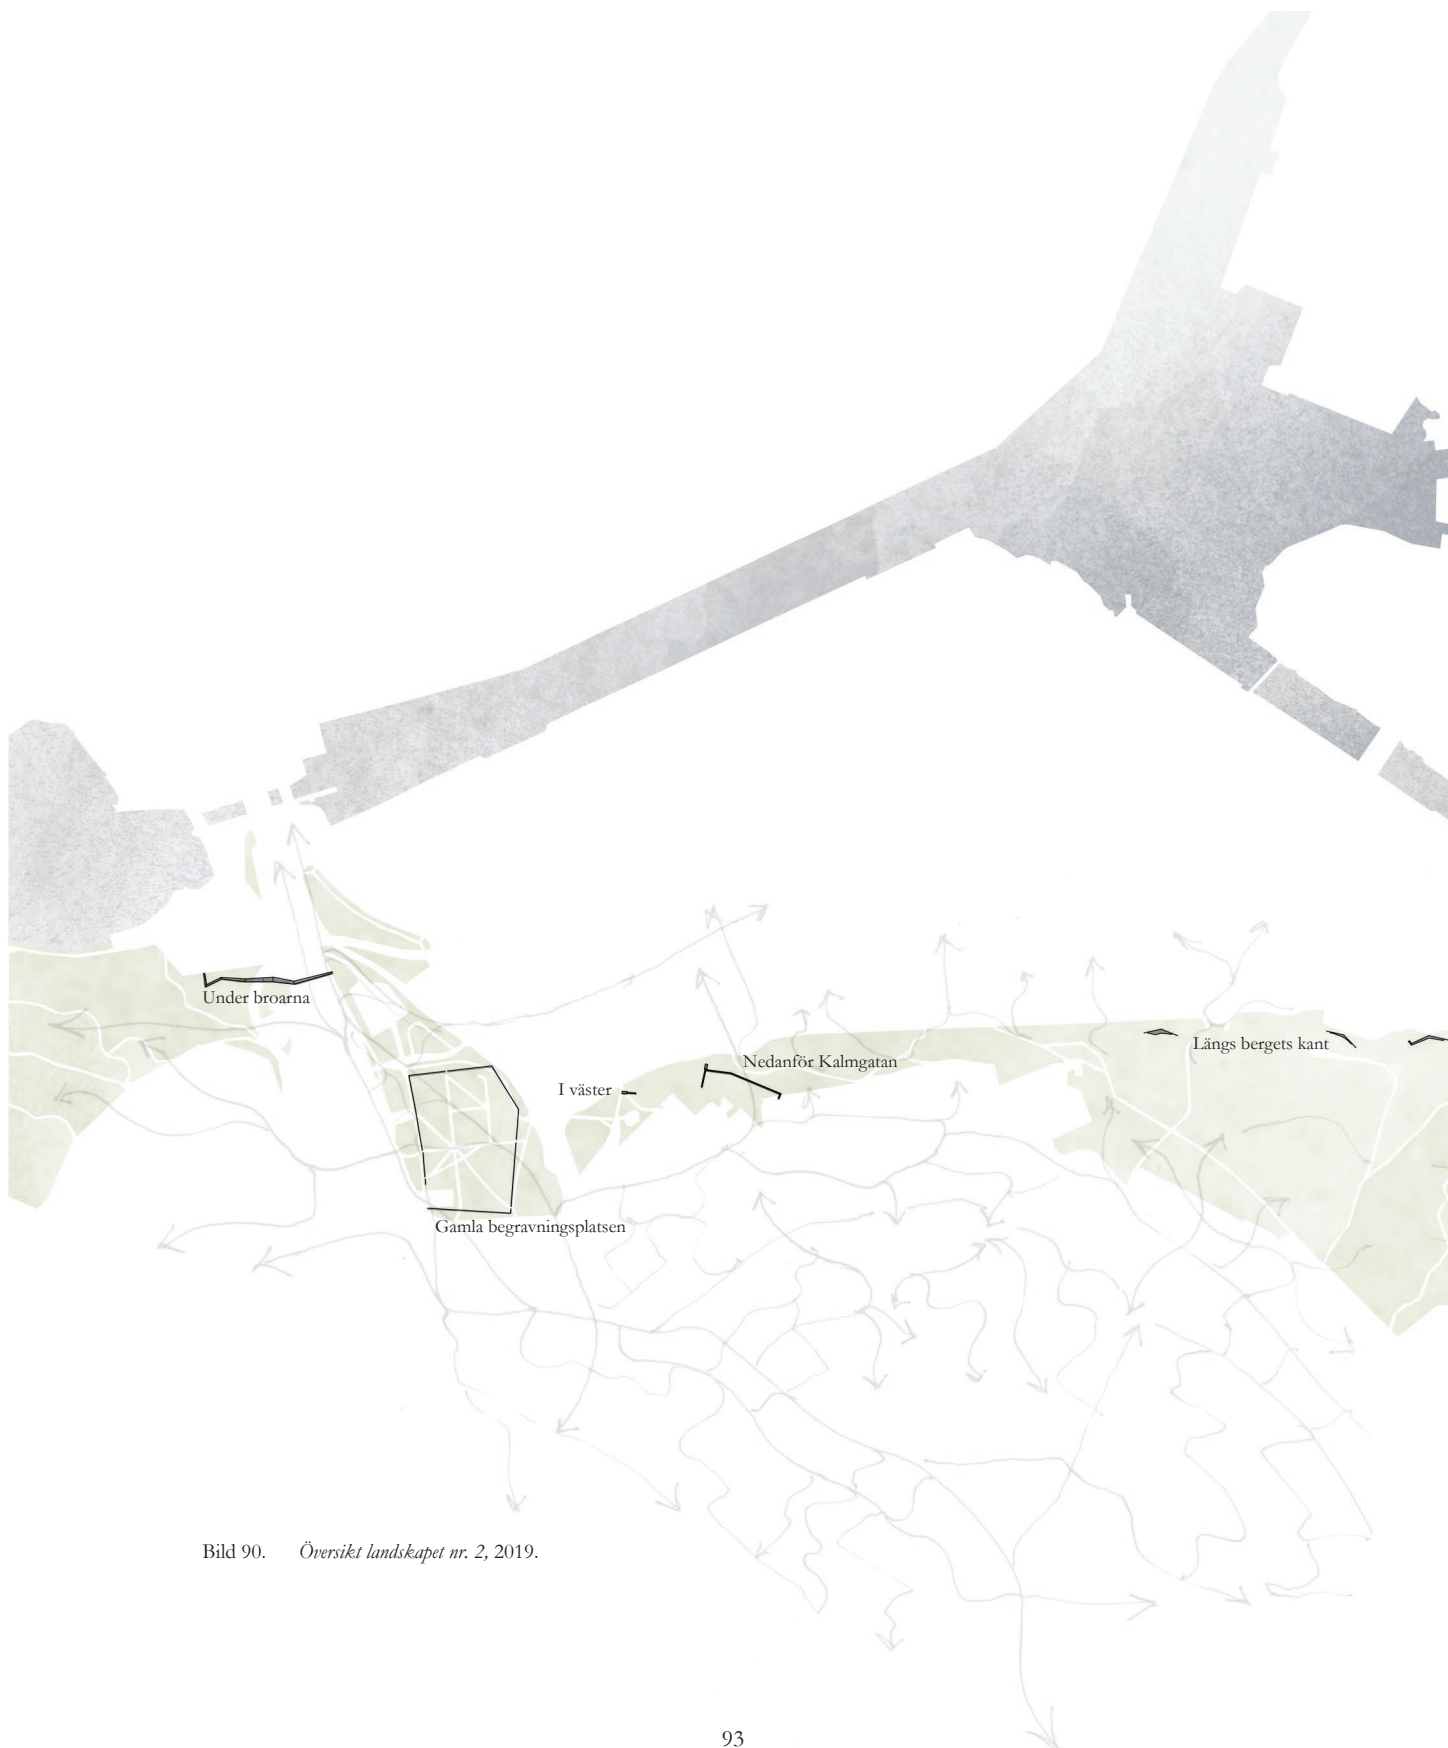 Under broarna
Längs bergets kant
Nedanför Kalmgatan
I väster
Gamla begravningsplatsen
Bild 90. Översikt landskapet nr. 2, 2019.
93